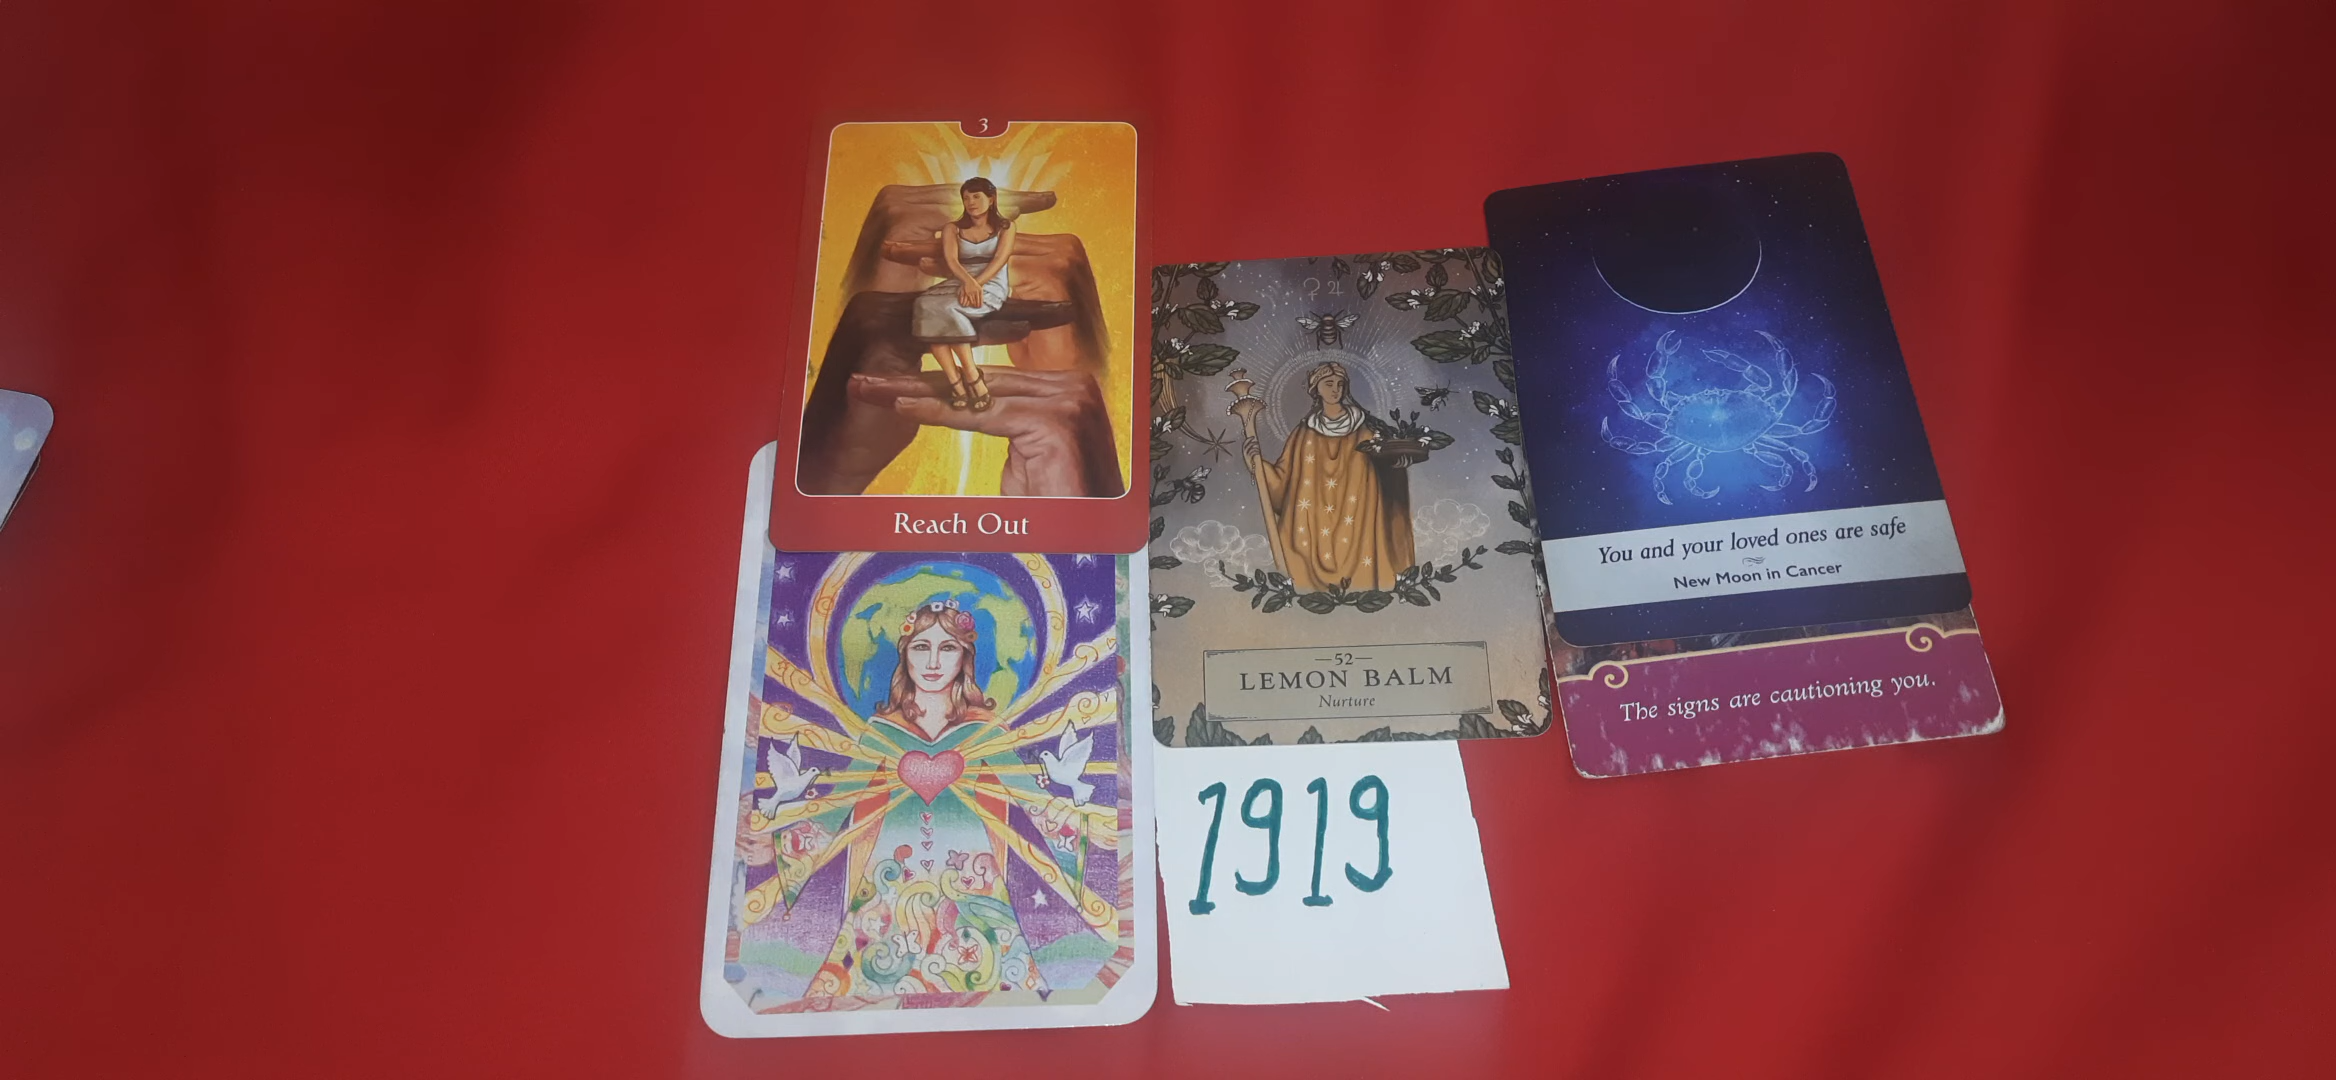 3
Reach Out
—52—
LEMON BALM
Nurture
You and your loved ones are safe
New Moon in Cancer
The signs are cautioning you.
1919